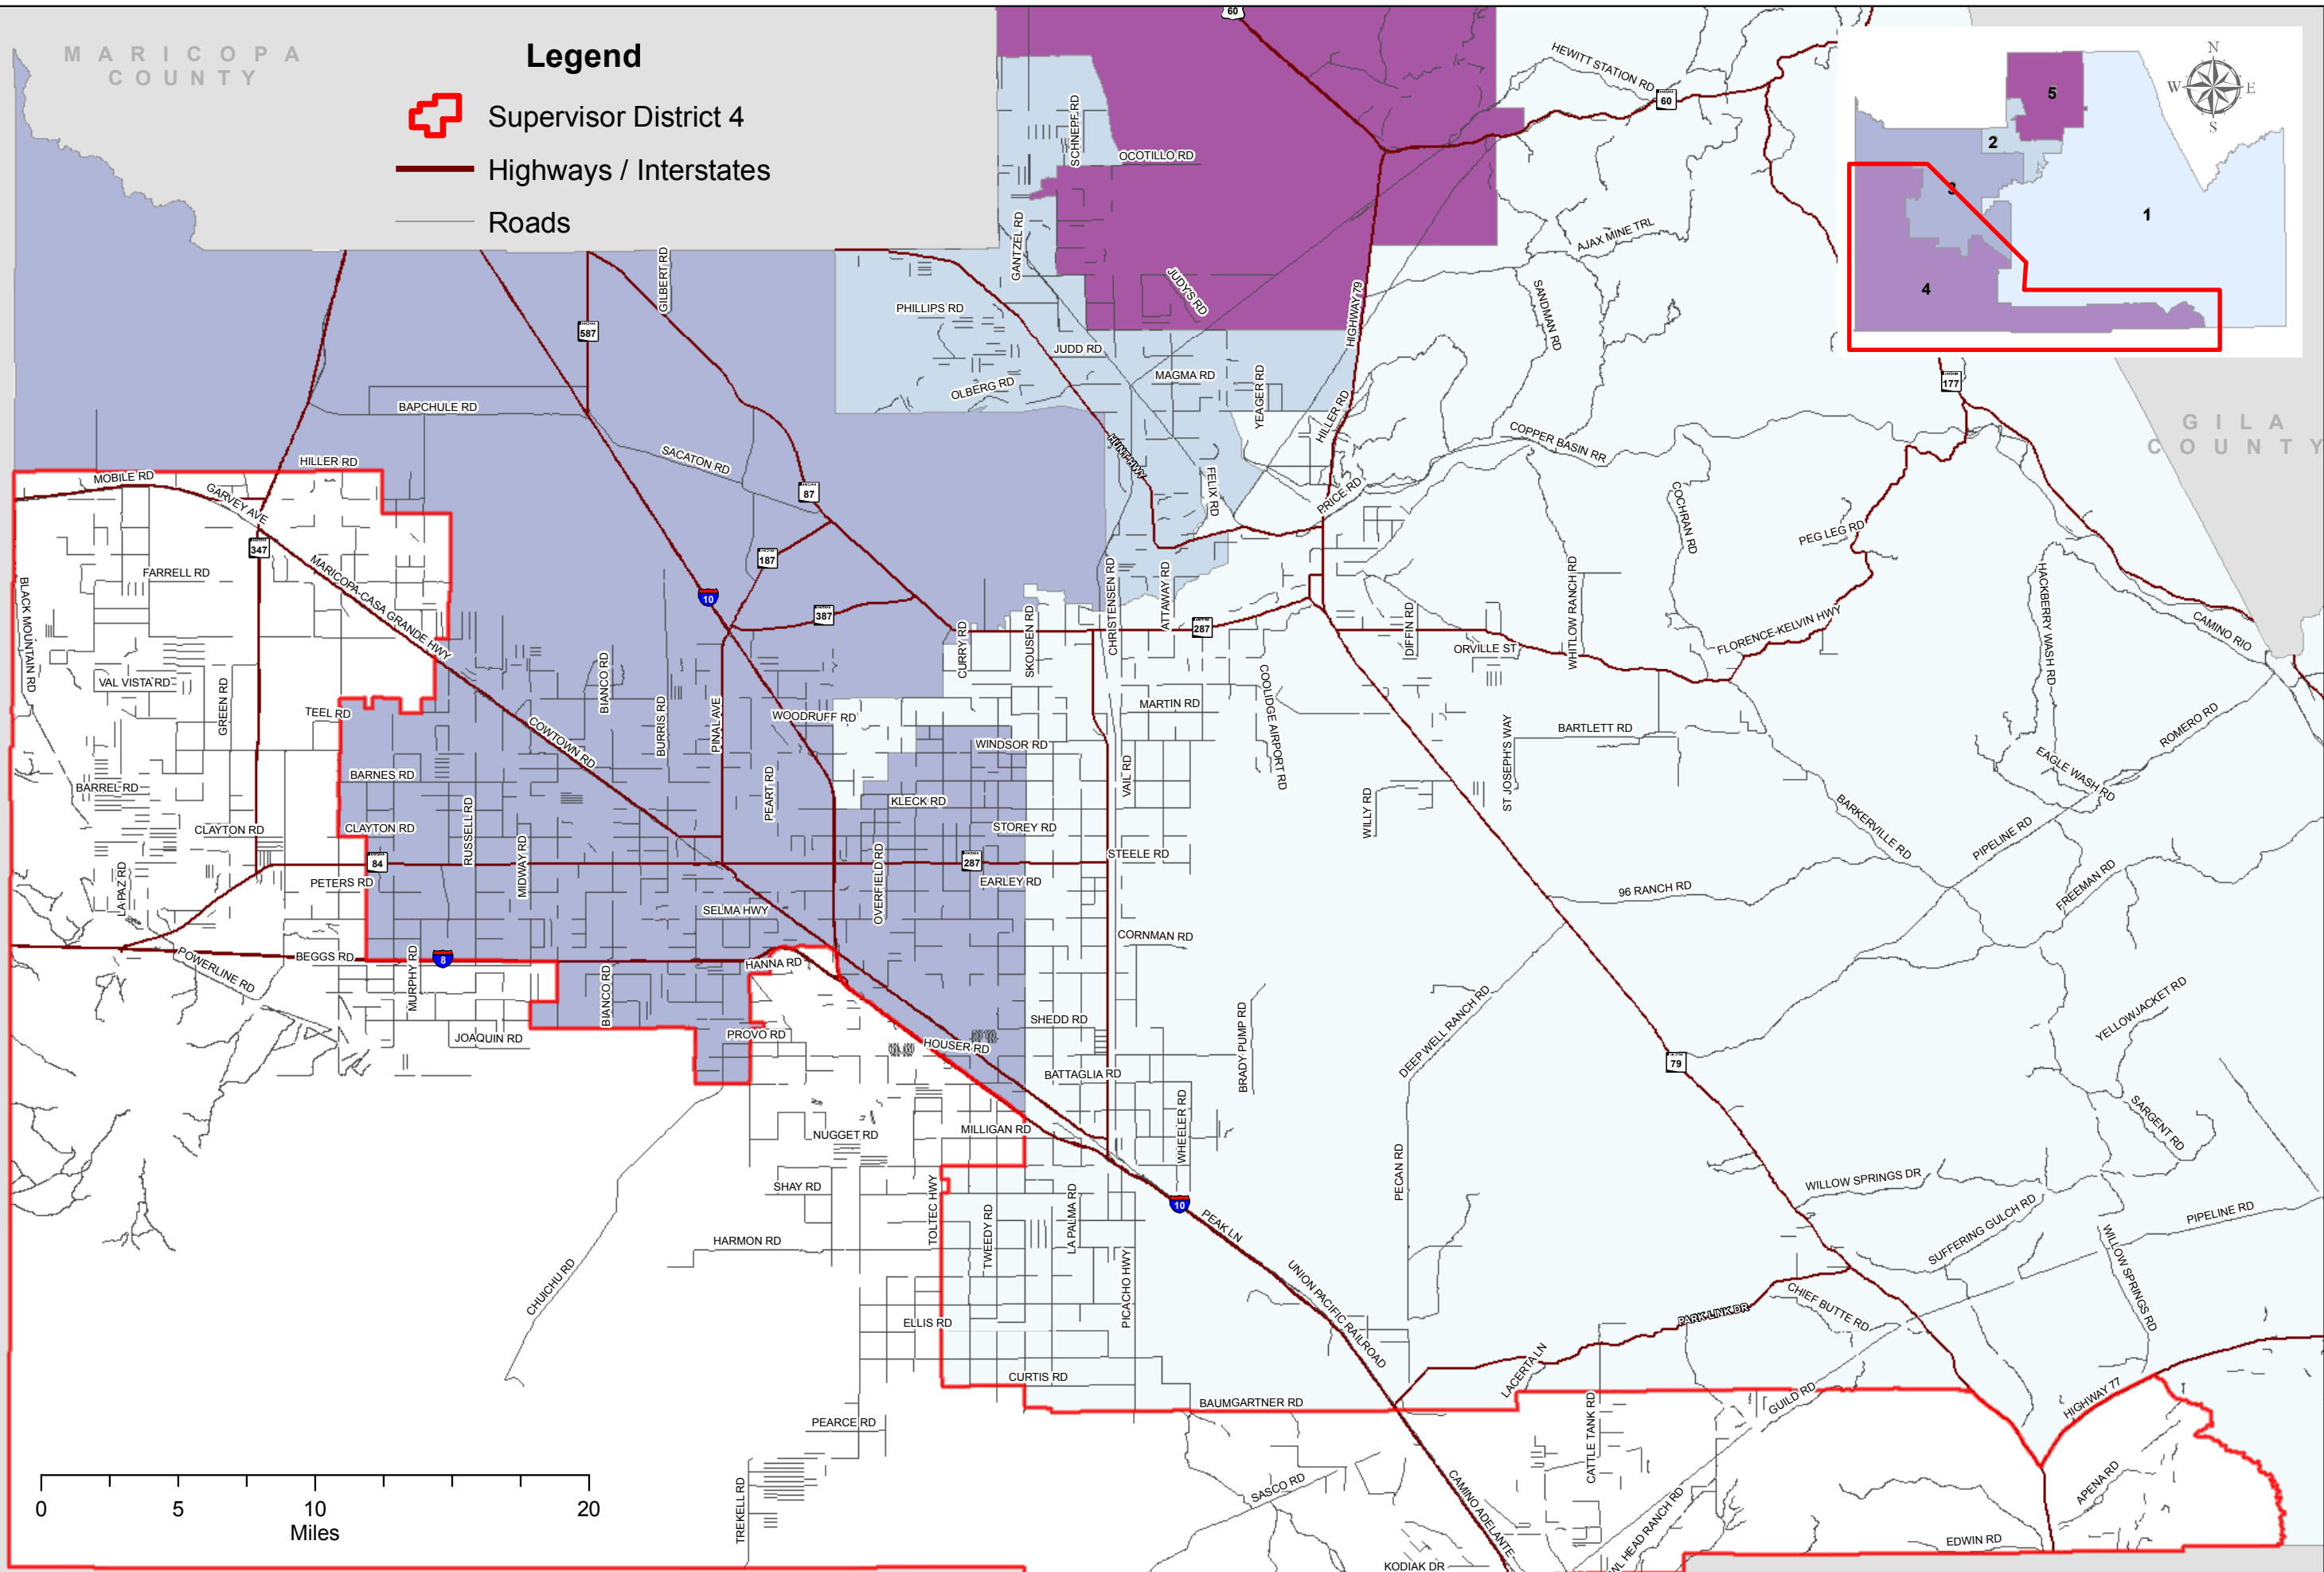 MARICOPA
COUNTY
Legend
Supervisor District 4
Highways / Interstates
Roads
60
HEWITT STATION RD
60
N
W
E
S
5
2
3
1
4
SCHNEPF RD
OCOTILLO RD
GANTZEL RD
GILBERT RD
AJAX MINE TRL
JUDY'S RD
PHILLIPS RD
HIGHWAY 79
SANDMAN RD
587
JUDD RD
MAGMA RD
OLBERG RD
YEAGER RD
177
BAPCHULE RD
HILLER RD
GILA
COUNTY
HUNT HWY
COPPER BASIN RR
SACATON RD
HILLER RD
MOBILE RD
GARVEY AVE
87
FELIX RD
PRICE RD
COCHRAN RD
PEG LEG RD
347
187
MARICOPA-CASA GRANDE HWY
FARRELL RD
BLACK MOUNTAIN RD
10
387
CHRISTENSEN RD
ATTAWAY RD
WHITLOW RANCH RD
HACKBERRY WASH RD
CURRY RD
SKOUSEN RD
287
DIFFIN RD
ORVILLE ST
FLORENCE-KELVIN HWY
CAMINO RIO
VAL VISTA RD
GREEN RD
TEEL RD
BIANCO RD
BURRIS RD
PINAL AVE
WOODRUFF RD
MARTIN RD
COOLIDGE AIRPORT RD
COWTOWN RD
WINDSOR RD
ST JOSEPH'S WAY
BARTLETT RD
ROMERO RD
BARNES RD
BARREL RD
PEART RD
VAIL RD
EAGLE WASH RD
KLECK RD
WILLY RD
BARKERVILLE RD
CLAYTON RD
CLAYTON RD
RUSSELL RD
STOREY RD
PIPELINE RD
84
MIDWAY RD
OVERFIELD RD
287
STEELE RD
LA PAZ RD
PETERS RD
EARLEY RD
96 RANCH RD
FREEMAN RD
SELMA HWY
CORNMAN RD
POWERLINE RD
BEGGS RD
8
HANNA RD
MURPHY RD
BIANCO RD
DEEP WELL RANCH RD
YELLOWJACKET RD
JOAQUIN RD
PROVO RD
SHEDD RD
BRADY PUMP RD
HOUSER RD
79
BATTAGLIA RD
WHEELER RD
SARGENT RD
NUGGET RD
MILLIGAN RD
PECAN RD
SHAY RD
TOLTEC HWY
TWEEDY RD
LA PALMA RD
10
PEAK LN
WILLOW SPRINGS DR
SUFFERING GULCH RD
PIPELINE RD
HARMON RD
PICACHO HWY
UNION PACIFIC RAILROAD
WILLOW SPRINGS RD
CHUICHU RD
ELLIS RD
PARK LINK DR
CHIEF BUTTE RD
LACERTA LN
CURTIS RD
BAUMGARTNER RD
GUILD RD
HIGHWAY 77
PEARCE RD
CATTLE TANK RD
SASCO RD
CAMINO ADELANTE
APENA RD
TREKELL RD
OWL HEAD RANCH RD
EDWIN RD
KODIAK DR
0 5 10 20
Miles